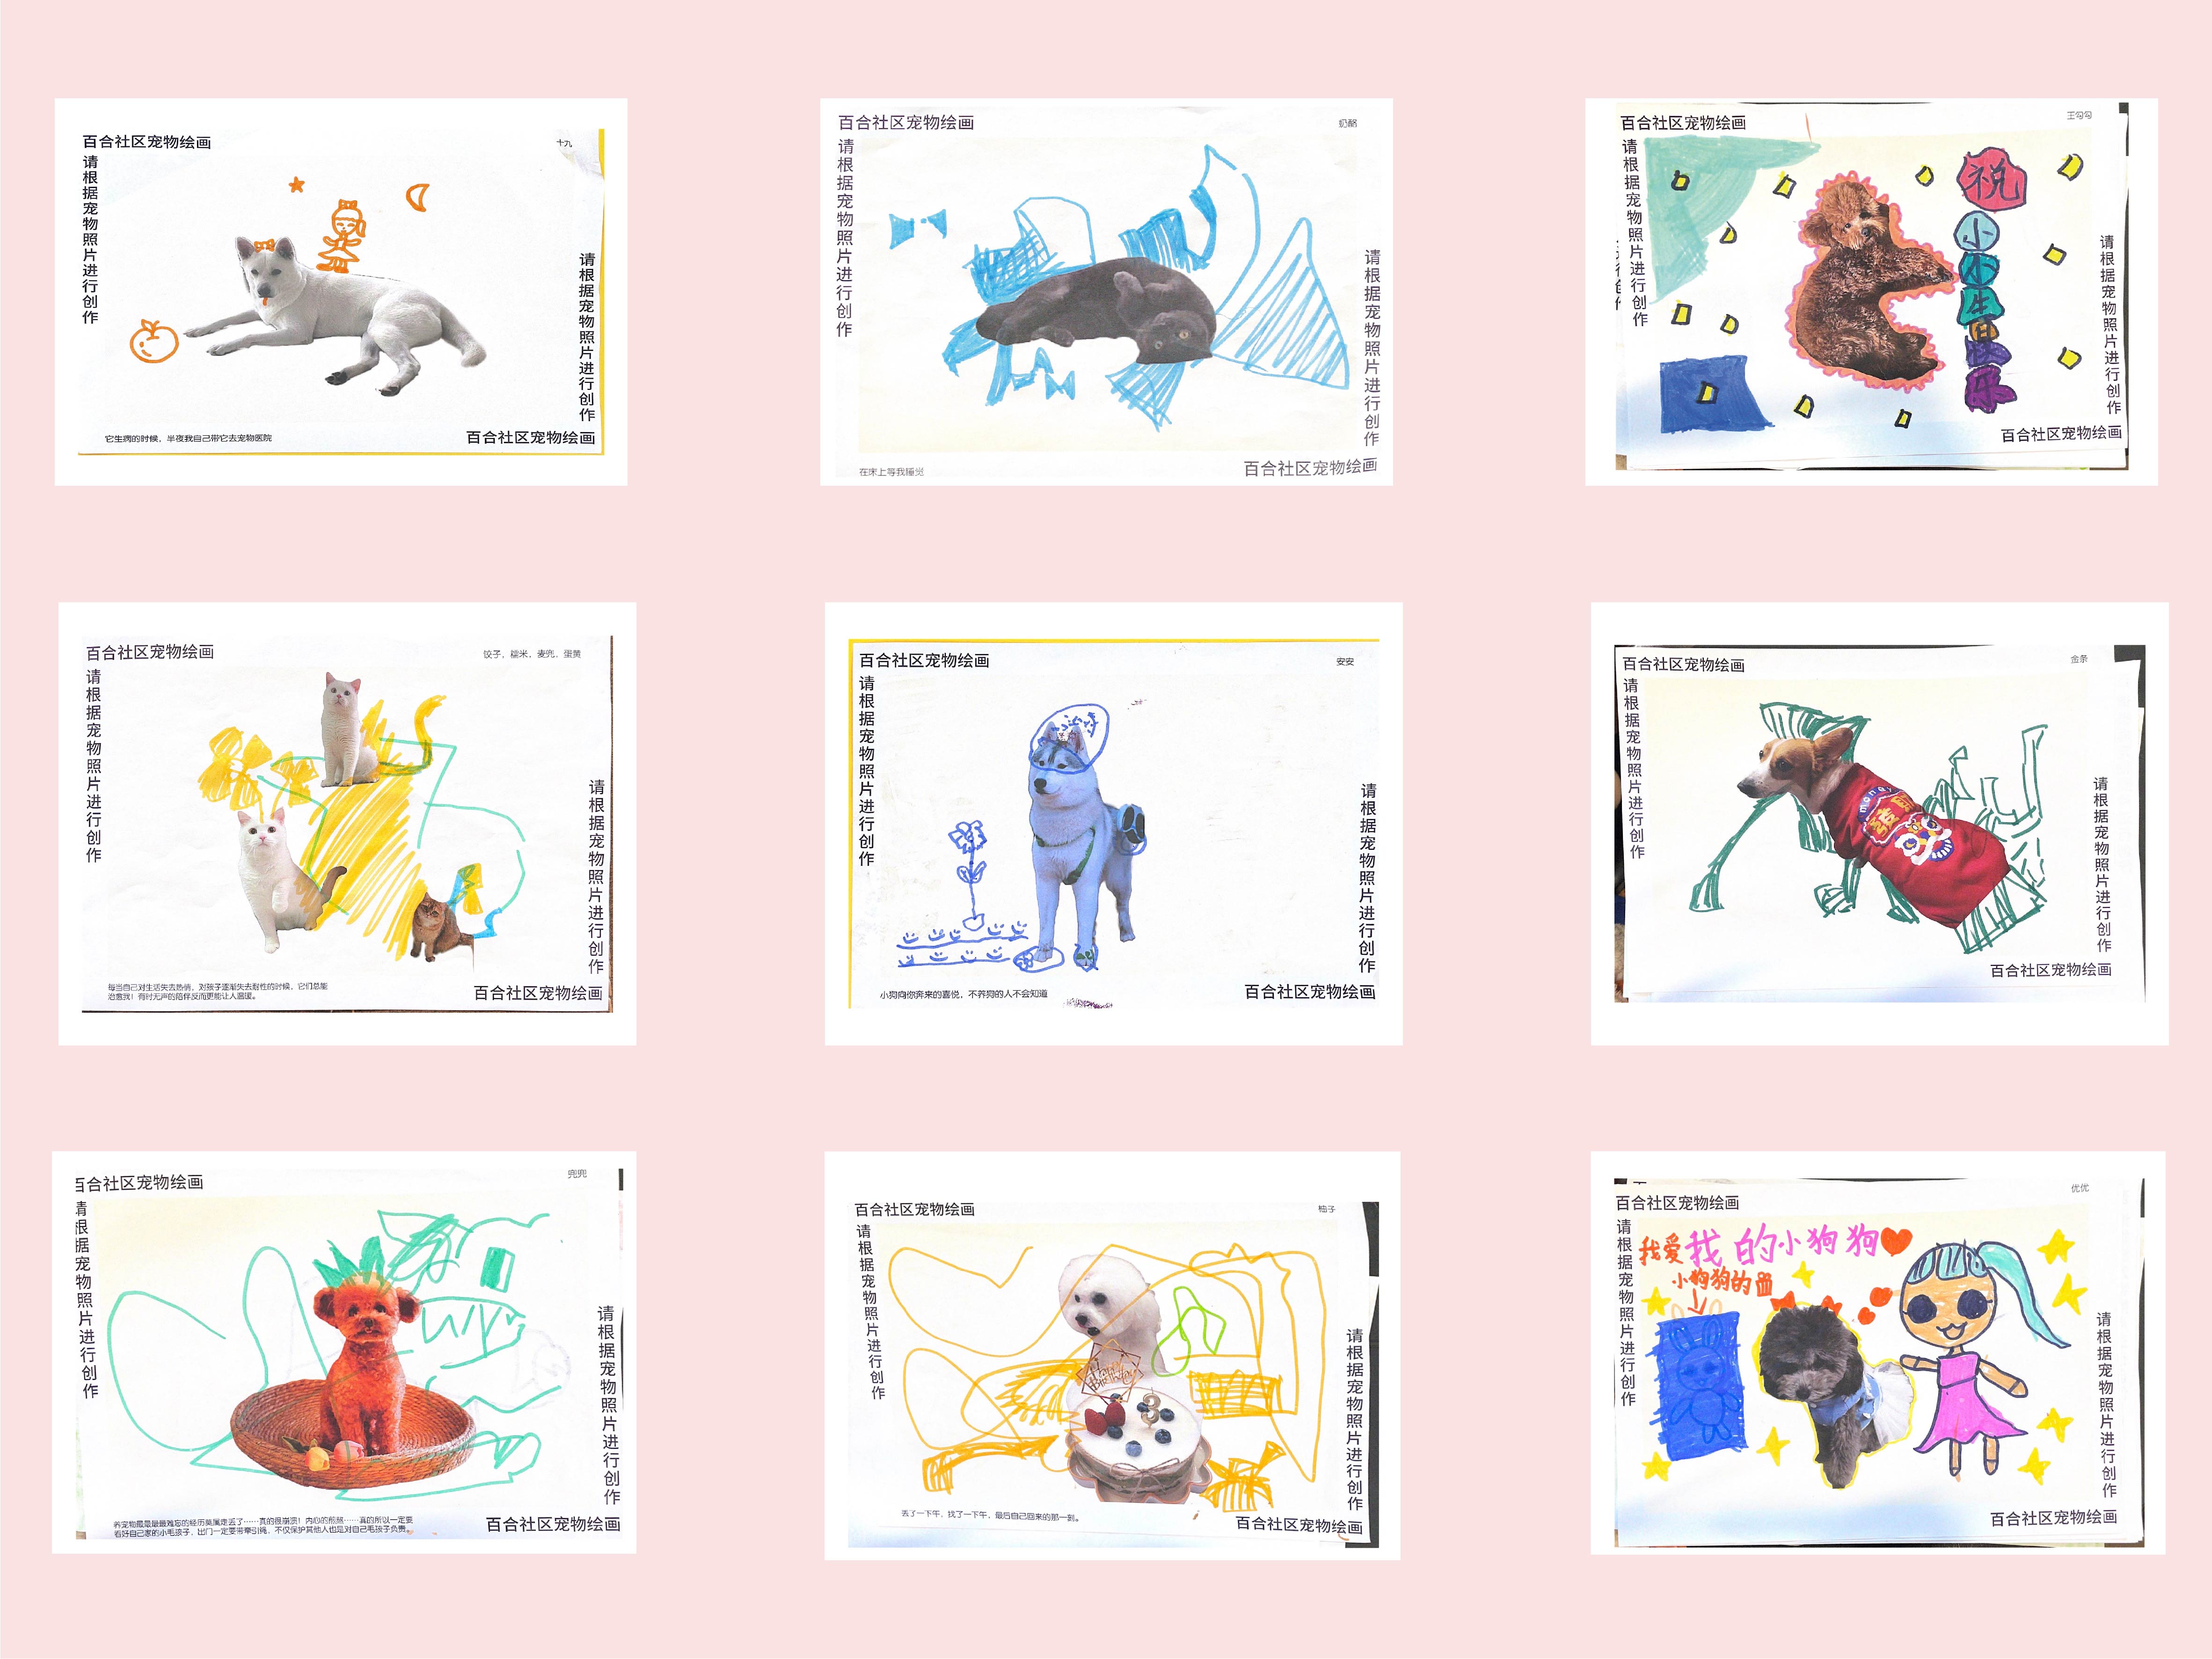 百合社区宠物绘画
十九
请根据宠物照片进行创作
请根据宠物照片进行创作
它生病的时候，半夜我自己带它去宠物医院
百合社区宠物绘画
百合社区宠物绘画
奶酪
请根据宠物照片进行创作
请根据宠物照片进行创作
在床上等我睡觉
百合社区宠物绘画
百合社区宠物绘画
王勾勾
请根据宠物照片进行创作
祝小小生日快乐
请根据宠物照片进行创作
百合社区宠物绘画
百合社区宠物绘画
饺子，糯米，麦兜，蛋黄
请根据宠物照片进行创作
请根据宠物照片进行创作
每当自己对生活失去热情，对孩子逐渐失去耐性的时候，它们总能
治愈我！有时无声的陪伴反而更能让人温暖。
百合社区宠物绘画
百合社区宠物绘画
安安
请根据宠物照片进行创作
请根据宠物照片进行创作
小狗向你奔来的喜悦，不养狗的人不会知道
百合社区宠物绘画
百合社区宠物绘画
金条
请根据宠物照片进行创作
请根据宠物照片进行创作
百合社区宠物绘画
百合社区宠物绘画
兜兜
请根据宠物照片进行创作
请根据宠物照片进行创作
养宠物最是最最难忘的经历莫属走丢了……真的很崩溃！内心的煎熬……真的所以一定要
看好自己家的小毛孩子，出门一定要带牵引绳，不仅保护其他人也是对自己毛孩子负责。
百合社区宠物绘画
百合社区宠物绘画
柚子
请根据宠物照片进行创作
Birthday
3
请根据宠物照片进行创作
丢了一下午，找了一下午，最后自己回来的那一刻。
百合社区宠物绘画
百合社区宠物绘画
优优
请根据宠物照片进行创作
我爱我的小狗狗
小狗狗的
请根据宠物照片进行创作
百合社区宠物绘画